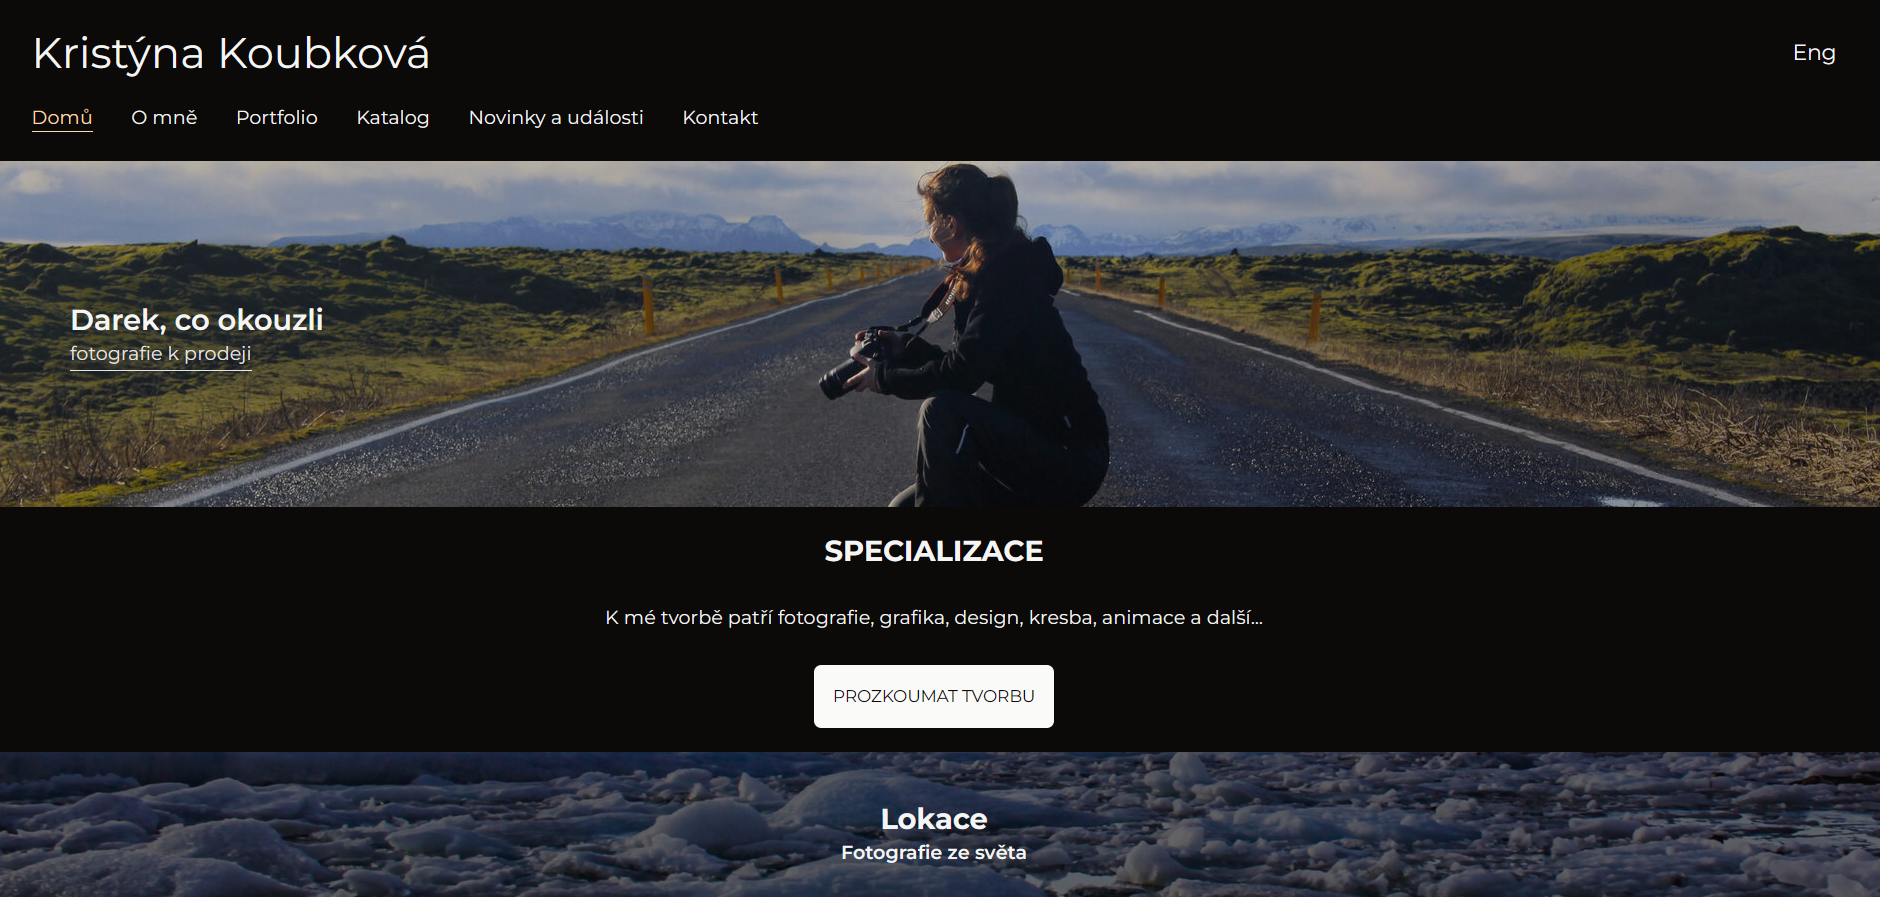 Kristýna Koubková
Eng
Domů O mně Portfolio Katalog Novinky a události Kontakt
Darek, co okouzli
fotografie k prodeji
SPECIALIZACE
K mé tvorbě patří fotografie, grafika, design, kresba, animace a další...
PROZKOUMAT TVORBU
Lokace
Fotografie ze světa